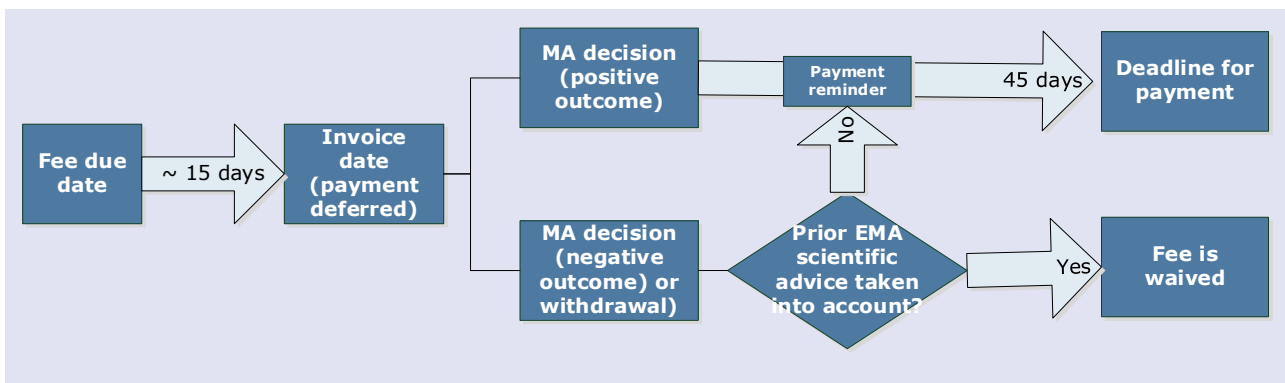 Fee due
date
~ 15 days
Invoice
date
(payment
deferred)
MA decision
(positive
outcome)
Payment
reminder
45 days
Deadline for
payment
MA decision
(negative
outcome) or
withdrawal)
Prior EMA
scientific
advice taken
into account?
No
Yes
Fee is
waived